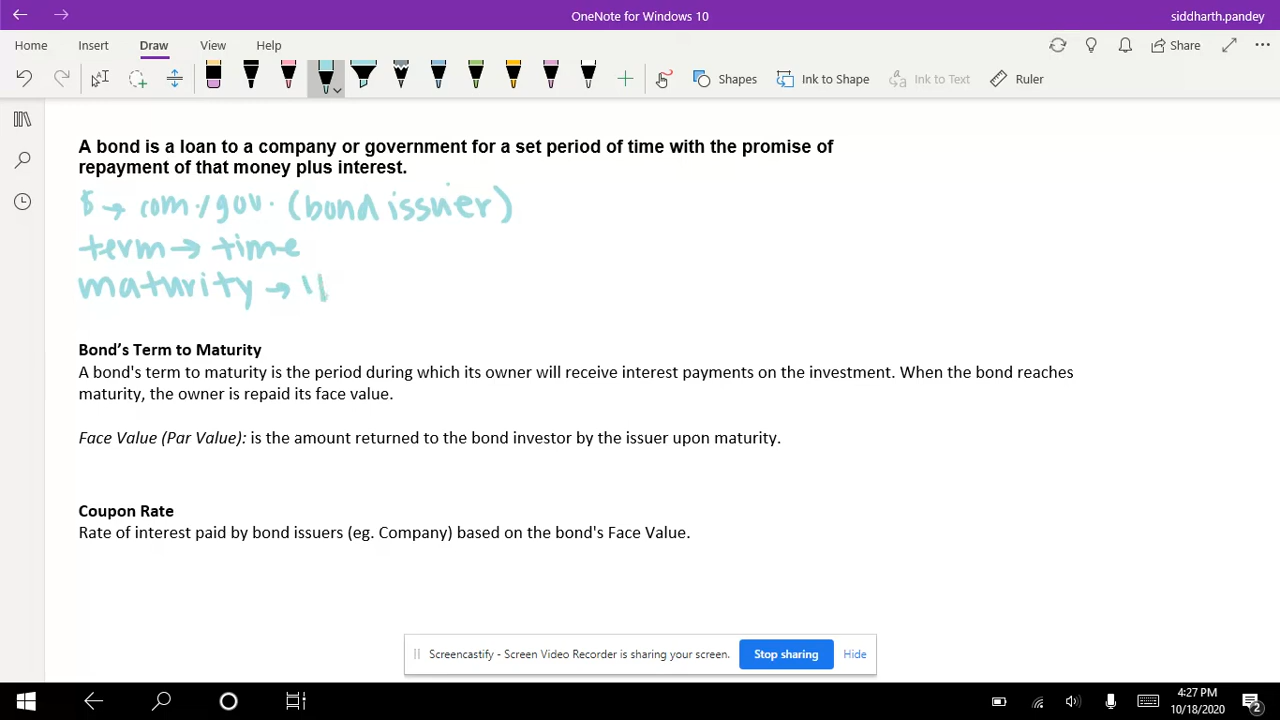 OneNote for Windows 10
siddharth.pandey
Home Insert Draw View Help
Share
Shapes Ink to Shape Ink to Text Ruler
A bond is a loan to a company or government for a set period of time with the promise of
repayment of that money plus interest.
$ → com./gov. (bond issuier)
term → time
maturity →
Bond’s Term to Maturity
A bond's term to maturity is the period during which its owner will receive interest payments on the investment. When the bond reaches
maturity, the owner is repaid its face value.
Face Value (Par Value): is the amount returned to the bond investor by the issuer upon maturity.
Coupon Rate
Rate of interest paid by bond issuers (eg. Company) based on the bond's Face Value.
Screencastify - Screen Video Recorder is sharing your screen. Stop sharing Hide
4:27 PM
10/18/2020
2